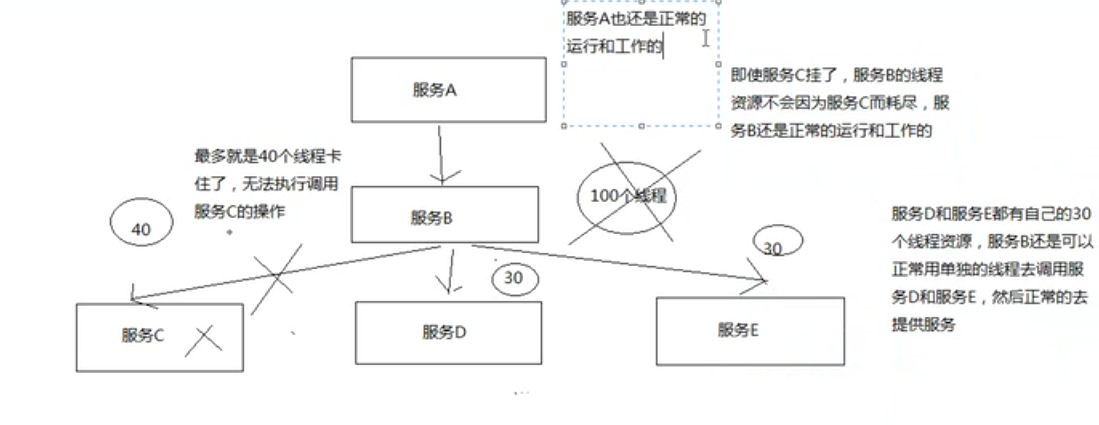 服务A也还是正常的
运行和工作的
服务A
即使服务C挂了，服务B的线程
资源不会因为服务C而耗尽，服
务B还是正常的运行和工作的
最多就是40个线程卡
住了，无法执行调用
服务C的操作
100个线程
服务B
40
30
30
服务D和服务E都有自己的30
个线程资源，服务B还是可以
正常用单独的线程去调用服
务D和服务E，然后正常的去
提供服务
服务C
服务D
服务E